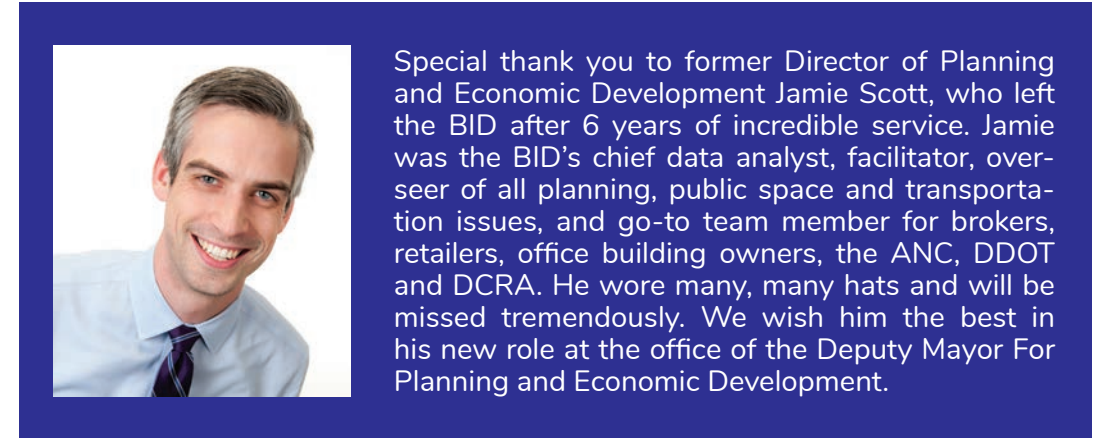 Special thank you to former Director of Planning
and Economic Development Jamie Scott, who left
the BID after 6 years of incredible service. Jamie
was the BID's chief data analyst, facilitator, over-
seer of all planning, public space and transporta-
tion issues, and go-to team member for brokers,
retailers, office building owners, the ANC, DDOT
and DCRA. He wore many, many hats and will be
missed tremendously. We wish him the best in
his new role at the office of the Deputy Mayor For
Planning and Economic Development.